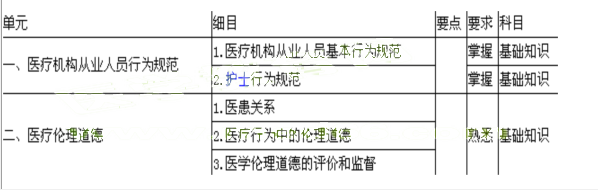 单元 细目 要点 要求 科目
一、医疗机构从业人员行为规范 1.医疗机构从业人员基本行为规范 掌握 基础知识
2.护士行为规范 掌握 基础知识
二、医疗伦理道德 1.医患关系
2.医疗行为中的伦理道德 熟悉 基础知识
3.医学伦理道德的评价和监督